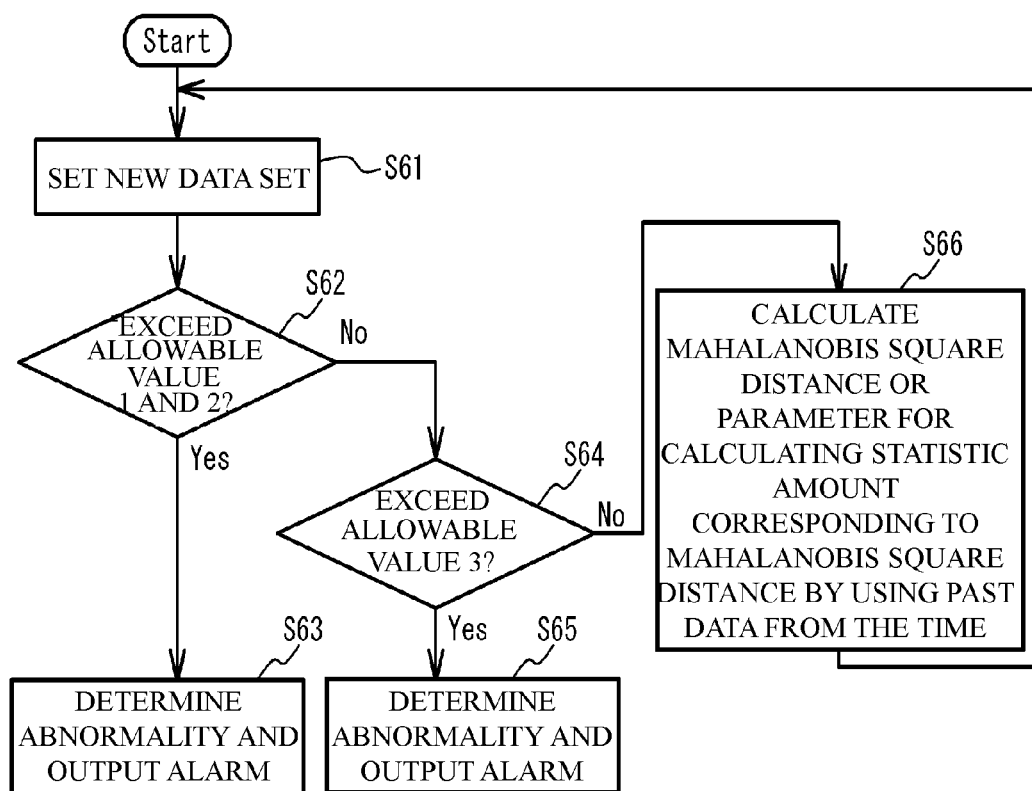 Start
SET NEW DATA SET
S61
EXCEED
ALLOWABLE
VALUE
1 AND 2?
S62
No
Yes
EXCEED
ALLOWABLE
VALUE 3?
S64
No
Yes
S66
CALCULATE
MAHALANOBIS SQUARE
DISTANCE OR
PARAMETER FOR
CALCULATING STATISTIC
AMOUNT
CORRESPONDING TO
MAHALANOBIS SQUARE
DISTANCE BY USING PAST
DATA FROM THE TIME
S63
DETERMINE
ABNORMALITY AND
OUTPUT ALARM
S65
DETERMINE
ABNORMALITY AND
OUTPUT ALARM